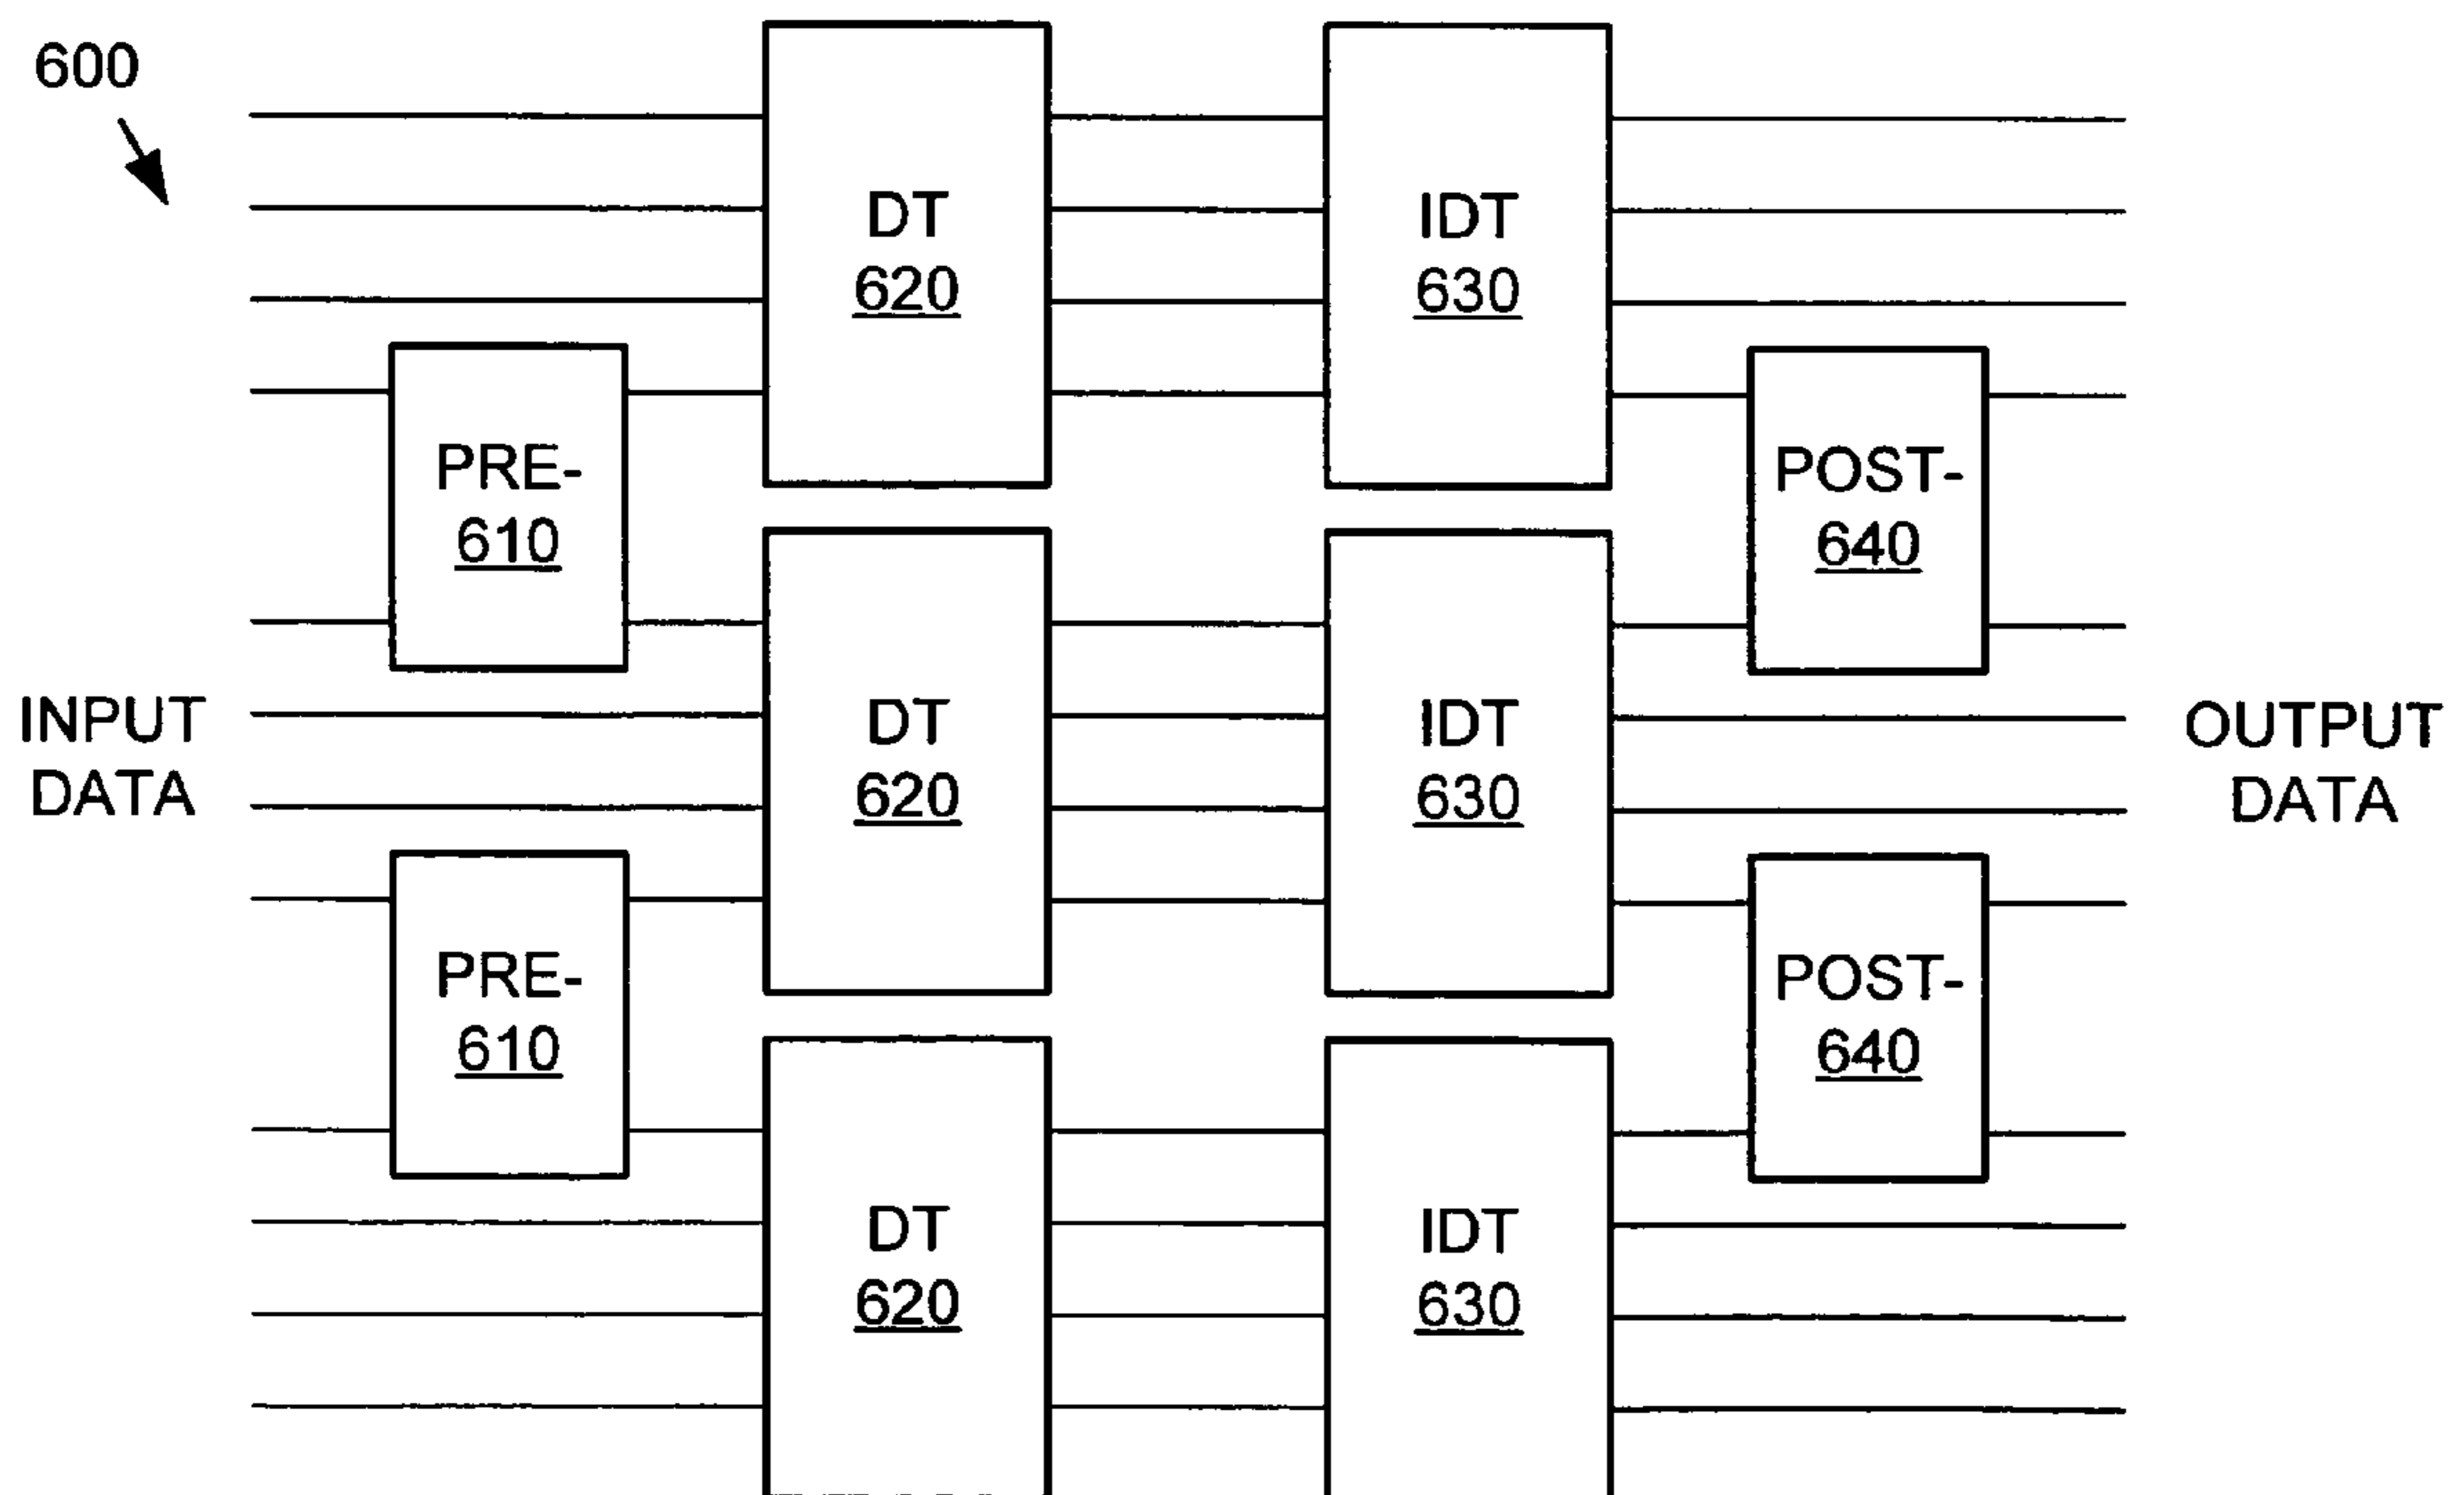 600
DT
620
IDT
630
PRE-
610
POST-
640
INPUT
DATA
DT
620
IDT
630
OUTPUT
DATA
PRE-
610
POST-
640
DT
620
IDT
630